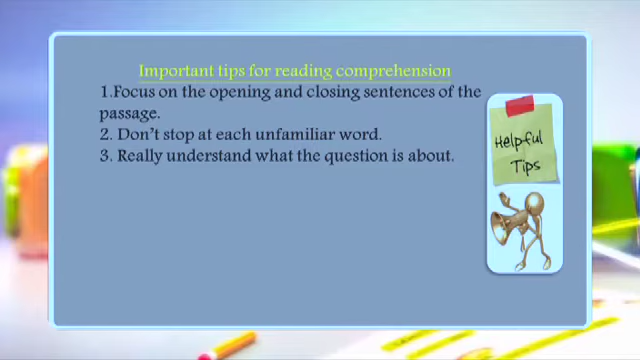 Important tips for reading comprehension
1.Focus on the opening and closing sentences of the
passage.
2. Don't stop at each unfamiliar word.
3. Really understand what the question is about.
Helpful
Tips